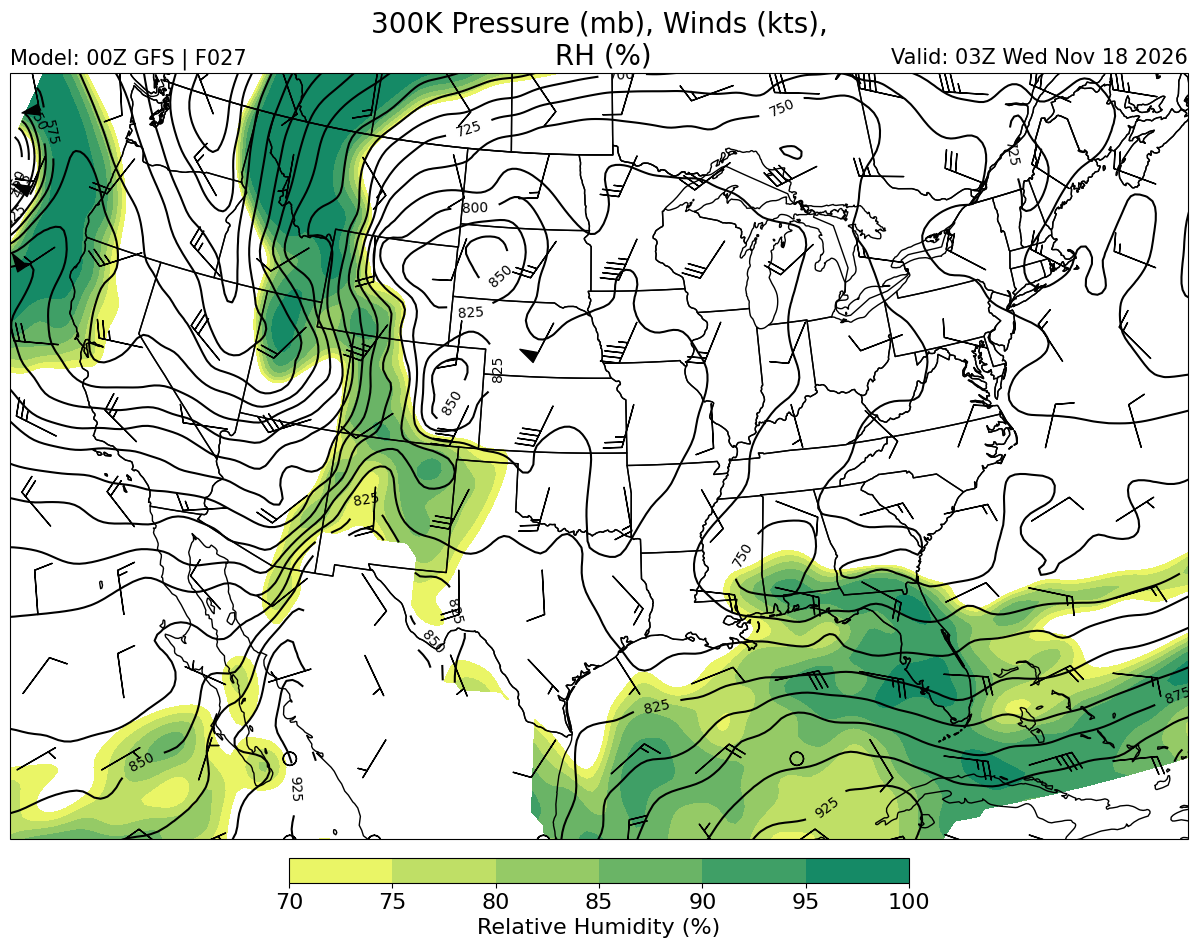 300K Pressure (mb), Winds (kts),
RH (%)
Model: 00Z GFS | F027
Valid: 03Z Wed Nov 18 2026
750
725
575
800
850
825
825
850
825
750
850
825
875
850
925
925
70 75 80 85 90 95 100
Relative Humidity (%)